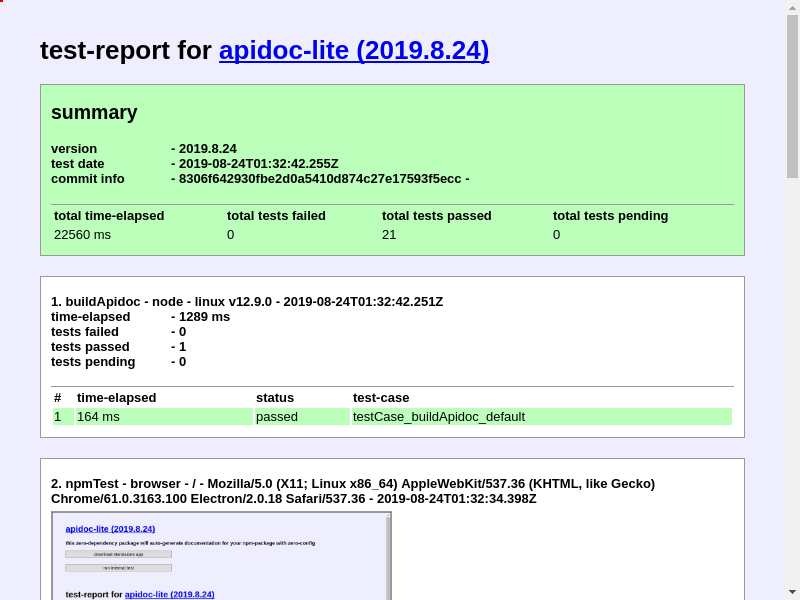 test-report for apidoc-lite (2019.8.24)
summary
version - 2019.8.24
test date - 2019-08-24T01:32:42.255Z
commit info - 8306f642930fbe2d0a5410d874c27e17593f5ecc -
total time-elapsed total tests failed total tests passed total tests pending
22560 ms 0 21 0
1. buildApidoc - node - linux v12.9.0 - 2019-08-24T01:32:42.251Z
time-elapsed - 1289 ms
tests failed - 0
tests passed - 1
tests pending - 0
# time-elapsed status test-case
1 164 ms passed testCase_buildApidoc_default
2. npmTest - browser - / - Mozilla/5.0 (X11; Linux x86_64) AppleWebKit/537.36 (KHTML, like Gecko)
Chrome/61.0.3163.100 Electron/2.0.18 Safari/537.36 - 2019-08-24T01:32:34.398Z
apidoc-lite (2019.8.24)
this zero-dependency package will auto-generate documentation for your npm-package with zero-config
download standalone app
run internal test
test-report for apidoc-lite (2019.8.24)